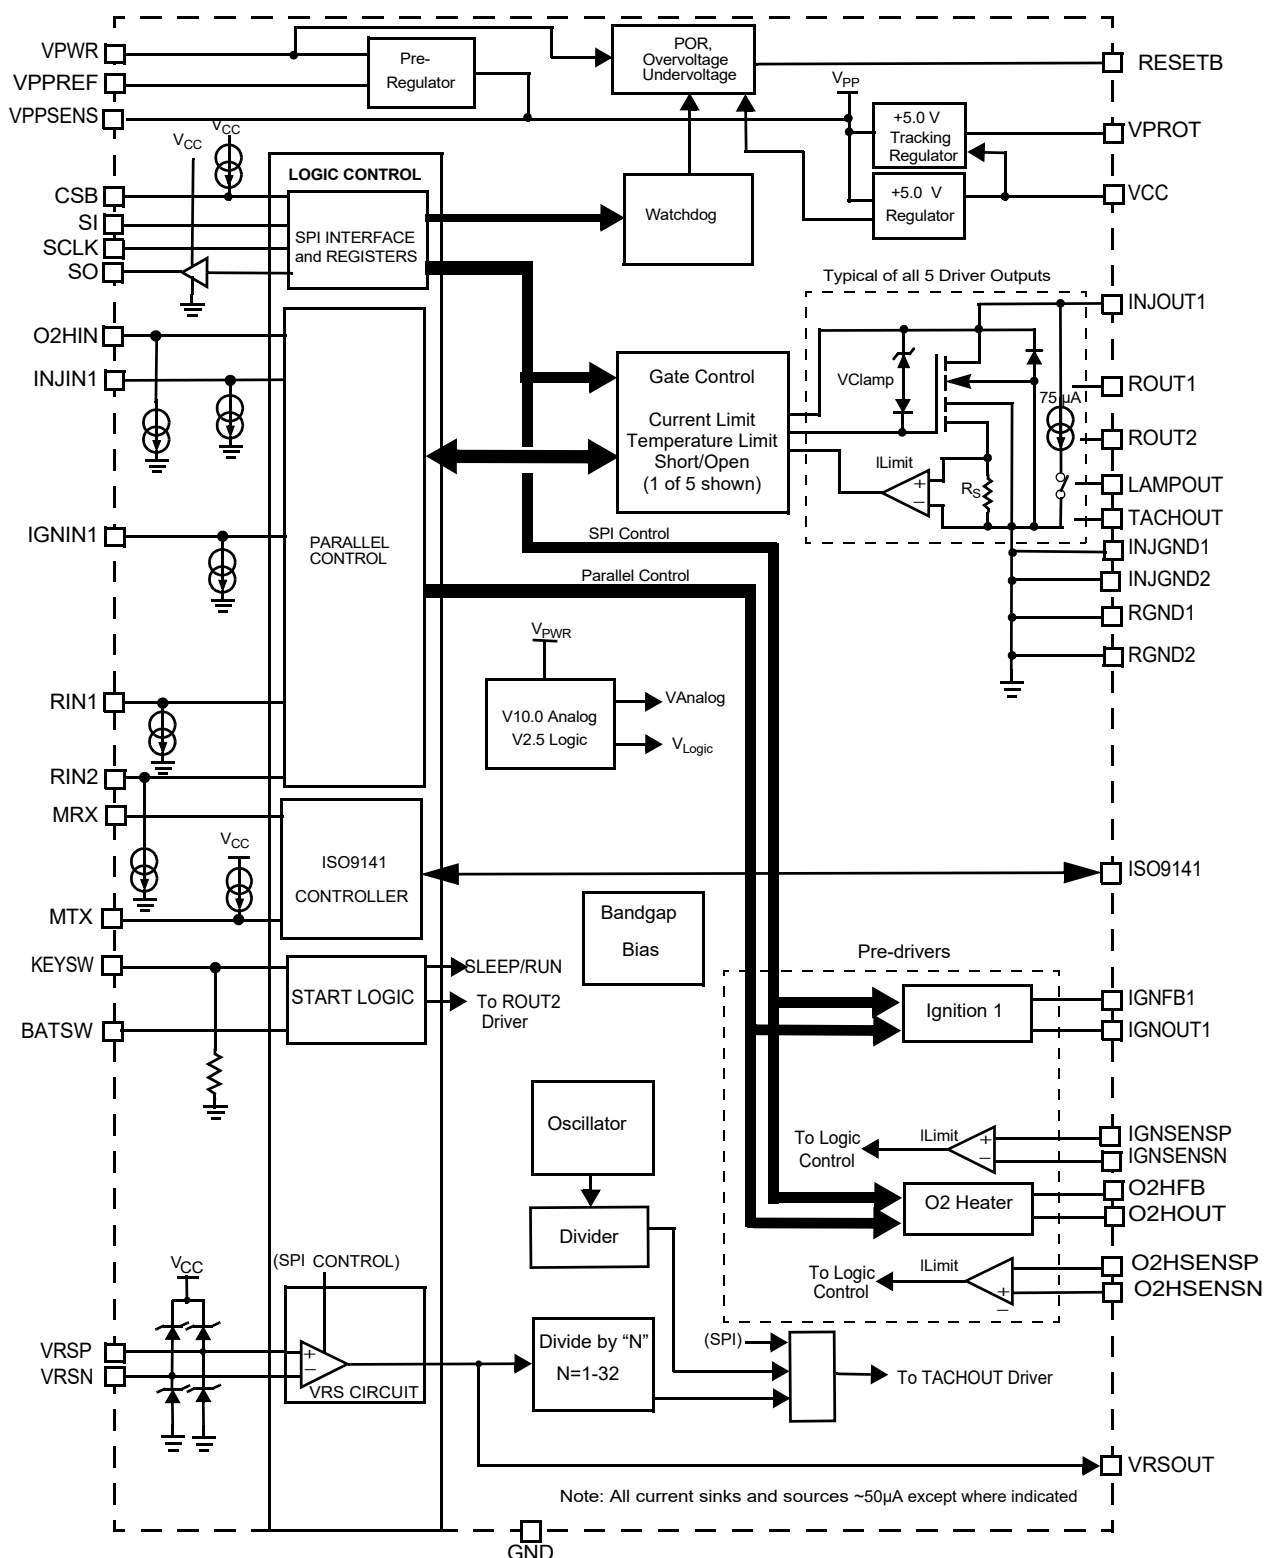 VPWR
VPPREF
VPPSENS
Pre-
Regulator
POR,
Overvoltage
Undervoltage
RESETB
VPP
+5.0 V
Tracking
Regulator
VPROT
+5.0 V
Regulator
VCC
VCC
VCC
CSB
SI
SCLK
SO
LOGIC CONTROL
SPI INTERFACE
and REGISTERS
Watchdog
O2HIN
INJIN1
IGNIN1
RIN1
RIN2
MRX
MTX
PARALLEL
CONTROL
Gate Control
Current Limit
Temperature Limit
Short/Open
(1 of 5 shown)
Typical of all 5 Driver Outputs
VClamp
ILimit
+
–
RS
75 µA
INJOUT1
ROUT1
ROUT2
LAMPOUT
TACHOUT
INJGND1
INJGND2
RGND1
RGND2
SPI Control
Parallel Control
VPWR
V10.0 Analog
V2.5 Logic
VAnalog
VLogic
VCC
ISO9141
CONTROLLER
ISO9141
Bandgap
Bias
KEYSW
BATSW
START LOGIC
SLEEP/RUN
To ROUT2
Driver
Pre-drivers
Ignition 1
IGNFB1
IGNOUT1
Oscillator
Divider
To Logic
Control
ILimit
+
–
IGNSENSP
IGNSENSN
O2 Heater
O2HFB
O2HOUT
To Logic
Control
ILimit
+
–
O2HSENSP
O2HSENSN
VCC
(SPI CONTROL)
VRSP
VRSN
+
–
VRS CIRCUIT
Divide by “N”
N=1-32
(SPI)
To TACHOUT Driver
VRSOUT
Note: All current sinks and sources ~50µA except where indicated
GND